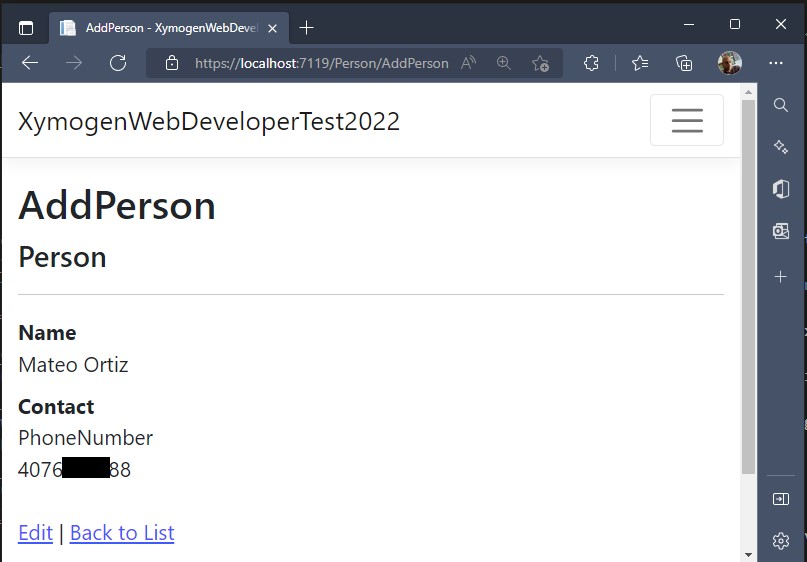 AddPerson - XymogenWebDevel
https://localhost:7119/Person/AddPerson
XymogenWebDeveloperTest2022
AddPerson
Person
Name
Mateo Ortiz
Contact
PhoneNumber
4076 88
Edit | Back to List